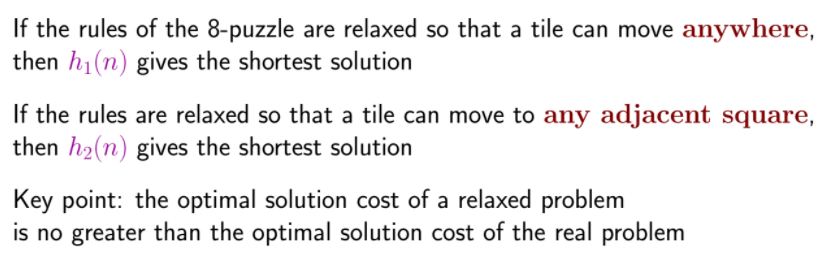 If the rules of the 8-puzzle are relaxed so that a tile can move anywhere,
then h₁(n) gives the shortest solution
If the rules are relaxed so that a tile can move to any adjacent square,
then h₂(n) gives the shortest solution
Key point: the optimal solution cost of a relaxed problem
is no greater than the optimal solution cost of the real problem